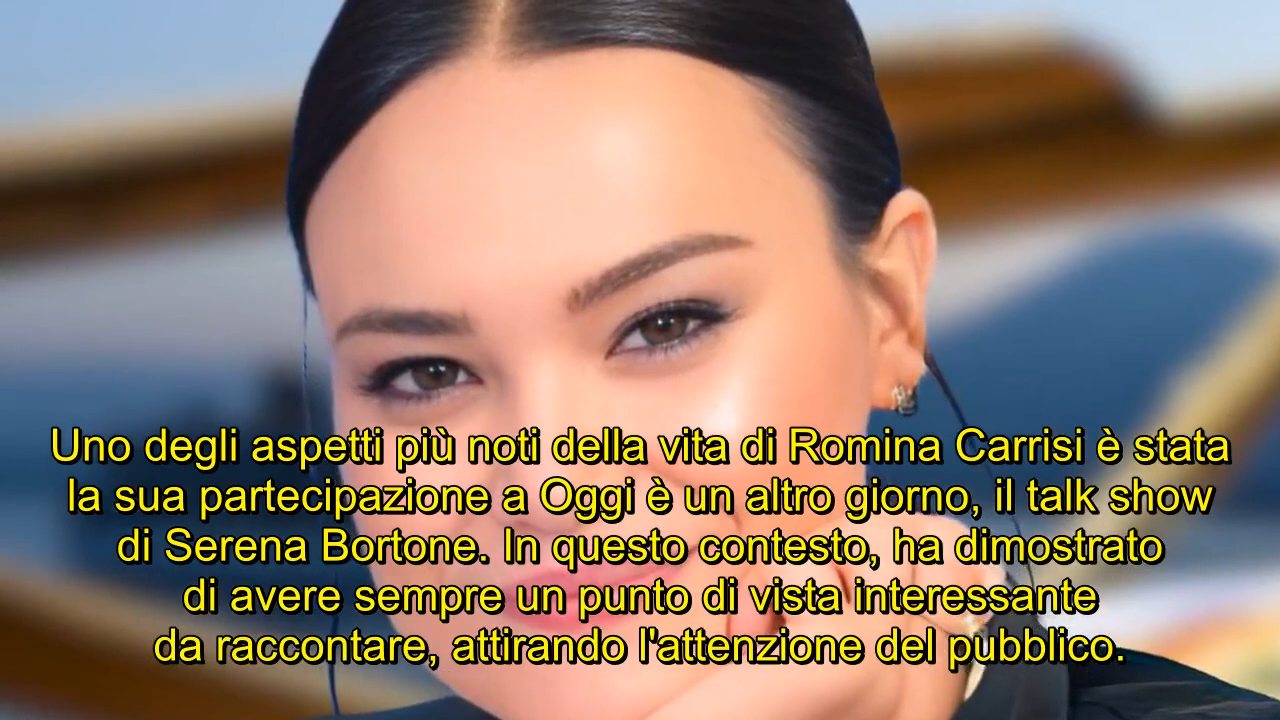 Uno degli aspetti più noti della vita di Romina Carrisi è stata
la sua partecipazione a Oggi è un altro giorno, il talk show
di Serena Bortone. In questo contesto, ha dimostrato
di avere sempre un punto di vista interessante
da raccontare, attirando l'attenzione del pubblico.